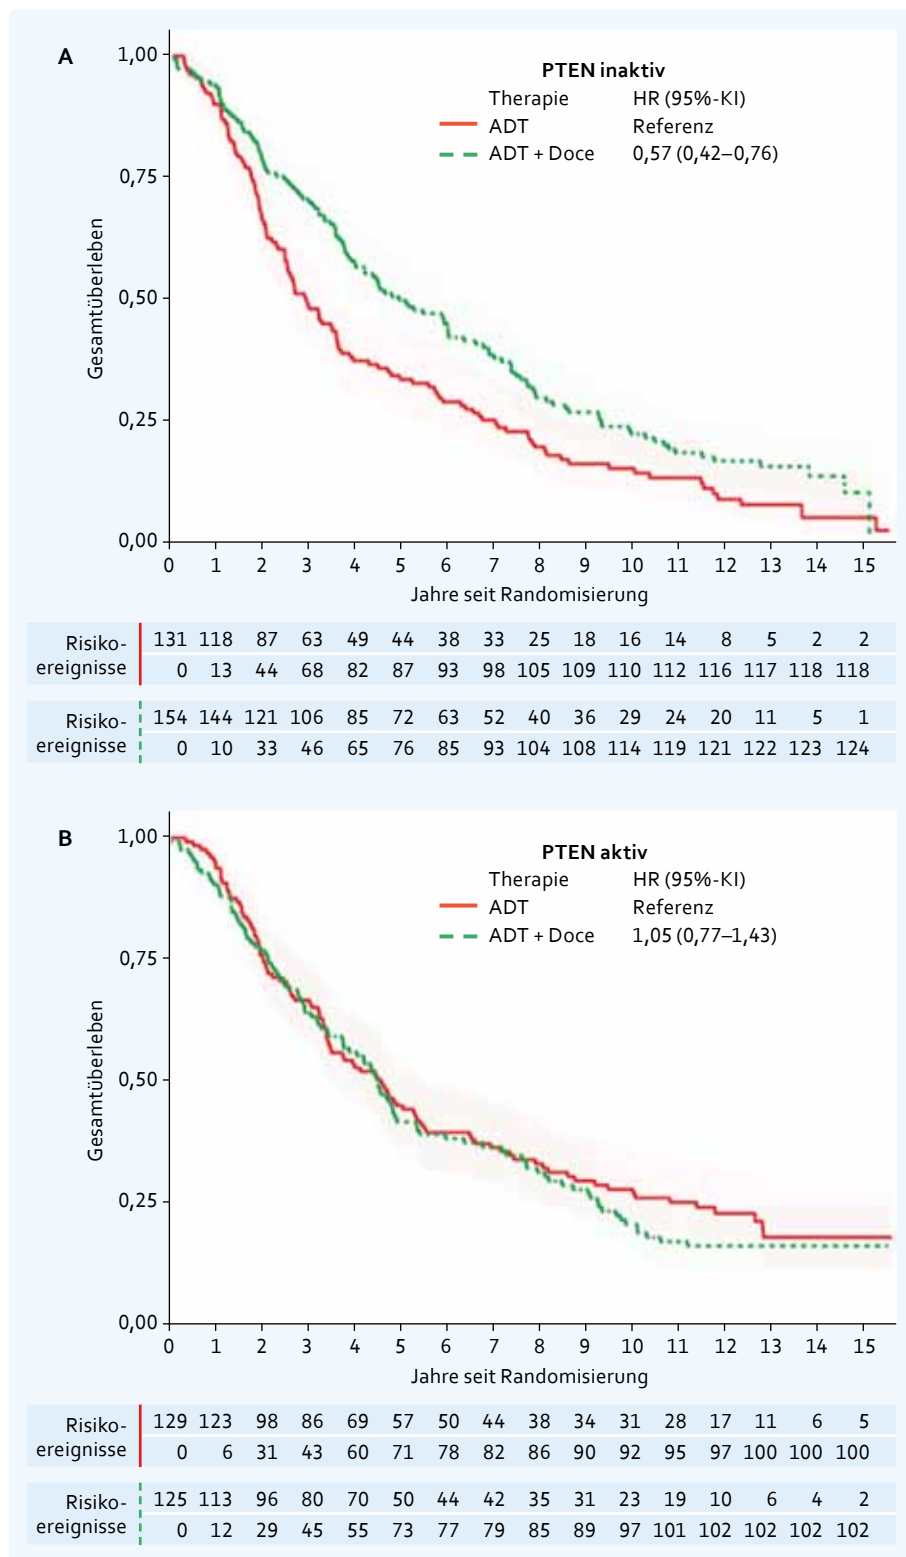 A
PTEN inaktiv
Therapie HR (95%-KI)
ADT Referenz
ADT + Doce 0,57 (0,42–0,76)
Gesamtüberleben
1,00
0,75
0,50
0,25
0,00
0 1 2 3 4 5 6 7 8 9 10 11 12 13 14 15
Jahre seit Randomisierung
Risiko- 131 118 87 63 49 44 38 33 25 18 16 14 8 5 2 2
ereignisse 0 13 44 68 82 87 93 98 105 109 110 112 116 117 118 118
Risiko- 154 144 121 106 85 72 63 52 40 36 29 24 20 11 5 1
ereignisse 0 10 33 46 65 76 85 93 104 108 114 119 121 122 123 124
B
PTEN aktiv
Therapie HR (95%-KI)
ADT Referenz
ADT + Doce 1,05 (0,77–1,43)
Gesamtüberleben
1,00
0,75
0,50
0,25
0,00
0 1 2 3 4 5 6 7 8 9 10 11 12 13 14 15
Jahre seit Randomisierung
Risiko- 129 123 98 86 69 57 50 44 38 34 31 28 17 11 6 5
ereignisse 0 6 31 43 60 71 78 82 86 90 92 95 97 100 100 100
Risiko- 125 113 96 80 70 50 44 42 35 31 23 19 10 6 4 2
ereignisse 0 12 29 45 55 73 77 79 85 89 97 101 102 102 102 102